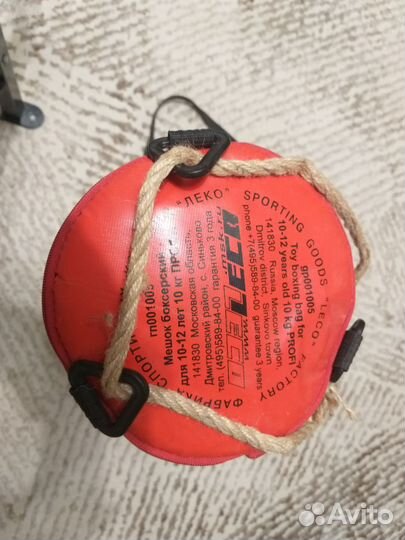 "ЛЕКО" SPORTING GOODS "LECO" FACTORY
ФАБРИКА СПОРТИ
гп001005
Мешок боксерский
для 10-12 лет 10 кг ПРОФ
141830 Московская область,
Дмитровский район, с. Синьково
тел. (495)589-84-00 гарантия 3 года
LECO
gp001005
Toy boxing bag for
10-12 years old 10 kg PROFI
141830 Russia, Moscow region,
Dmitrov district, Sinkovo town
phone +7(495)589-84-00 guarantee 3 years
Avito